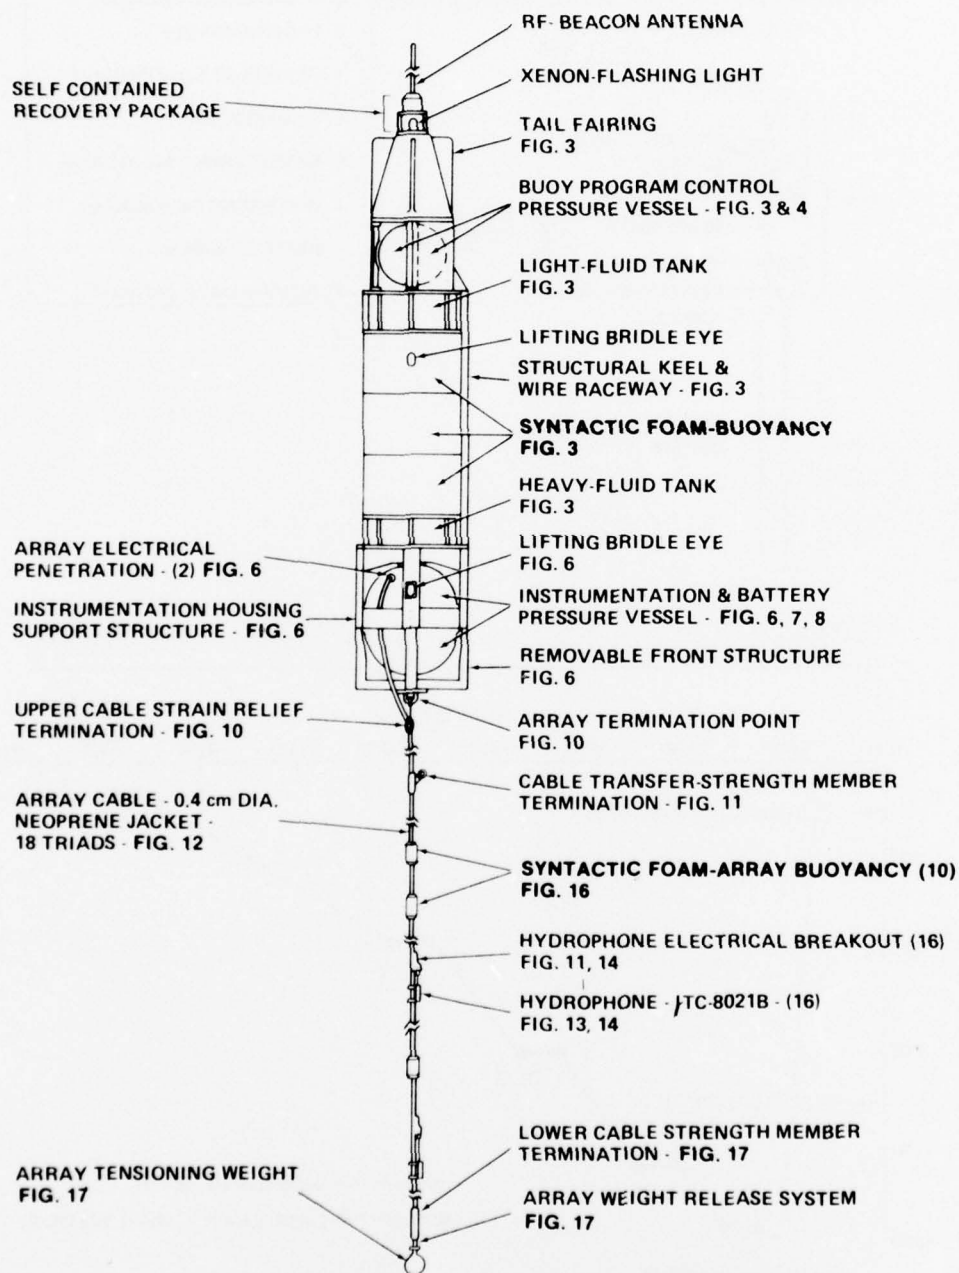 RF- BEACON ANTENNA
XENON-FLASHING LIGHT
SELF CONTAINED
RECOVERY PACKAGE
TAIL FAIRING
FIG. 3
BUOY PROGRAM CONTROL
PRESSURE VESSEL - FIG. 3 & 4
LIGHT-FLUID TANK
FIG. 3
LIFTING BRIDLE EYE
STRUCTURAL KEEL &
WIRE RACEWAY - FIG. 3
SYNTACTIC FOAM-BUOYANCY
FIG. 3
HEAVY-FLUID TANK
FIG. 3
ARRAY ELECTRICAL
PENETRATION - (2) FIG. 6
LIFTING BRIDLE EYE
FIG. 6
INSTRUMENTATION HOUSING
SUPPORT STRUCTURE - FIG. 6
INSTRUMENTATION & BATTERY
PRESSURE VESSEL - FIG. 6, 7, 8
REMOVABLE FRONT STRUCTURE
FIG. 6
UPPER CABLE STRAIN RELIEF
TERMINATION - FIG. 10
ARRAY TERMINATION POINT
FIG. 10
CABLE TRANSFER-STRENGTH MEMBER
TERMINATION - FIG. 11
ARRAY CABLE - 0.4 cm DIA.
NEOPRENE JACKET -
18 TRIADS - FIG. 12
SYNTACTIC FOAM-ARRAY BUOYANCY (10)
FIG. 16
HYDROPHONE ELECTRICAL BREAKOUT (16)
FIG. 11, 14
HYDROPHONE - ITC-8021B - (16)
FIG. 13, 14
LOWER CABLE STRENGTH MEMBER
TERMINATION - FIG. 17
ARRAY TENSIONING WEIGHT
FIG. 17
ARRAY WEIGHT RELEASE SYSTEM
FIG. 17